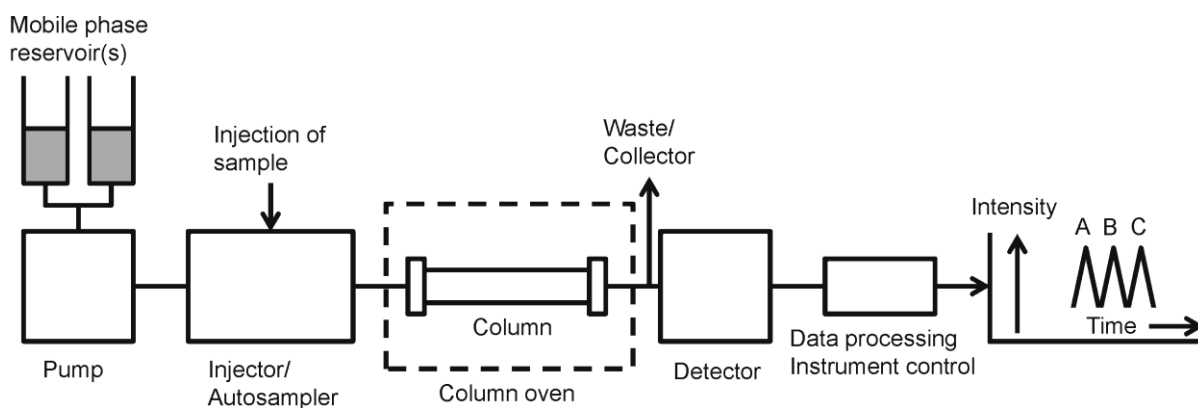 Mobile phase
reservoir(s)
Injection of
sample
Waste/
Collector
Intensity
A B C
Time
Column
Pump
Injector/
Autosampler
Column oven
Detector
Data processing
Instrument control